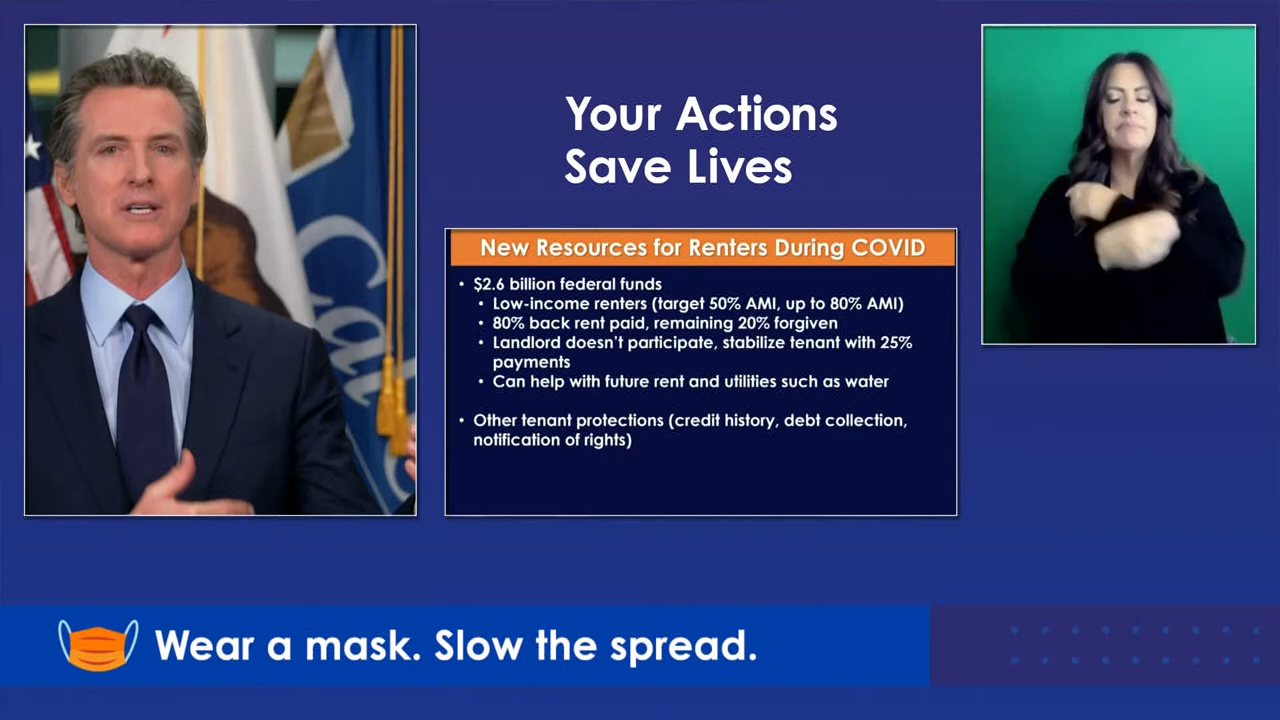 Your Actions
Save Lives
New Resources for Renters During COVID
• $2.6 billion federal funds
• Low-income renters (target 50% AMI, up to 80% AMI)
• 80% back rent paid, remaining 20% forgiven
• Landlord doesn't participate, stabilize tenant with 25%
payments
• Can help with future rent and utilities such as water
• Other tenant protections (credit history, debt collection,
notification of rights)
Wear a mask. Slow the spread.